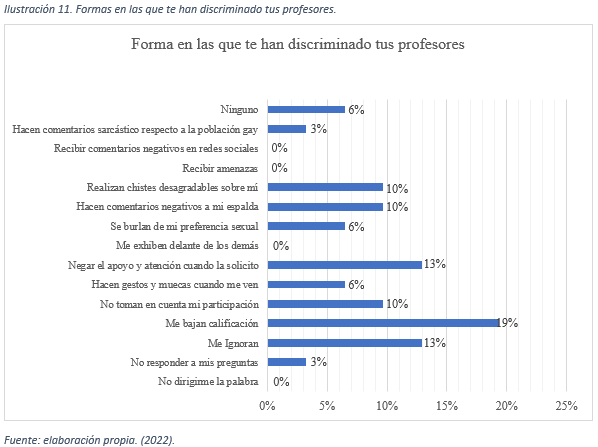 Ilustración 11. Formas en las que te han discriminado tus profesores.
Forma en las que te han discriminado tus profesores
Ninguno 6%
Hacen comentarios sarcástico respecto a la población gay 3%
Recibir comentarios negativos en redes sociales 0%
Recibir amenazas 0%
Realizan chistes desagradables sobre mí 10%
Hacen comentarios negativos a mi espalda 10%
Se burlan de mi preferencia sexual 6%
Me exhiben delante de los demás 0%
Negar el apoyo y atención cuando la solicito 13%
Hacen gestos y muecas cuando me ven 6%
No toman en cuenta mi participación 10%
Me bajan calificación 19%
Me Ignoran 13%
No responder a mis preguntas 3%
No dirigirme la palabra 0%
0% 5% 10% 15% 20% 25%
Fuente: elaboración propia. (2022).